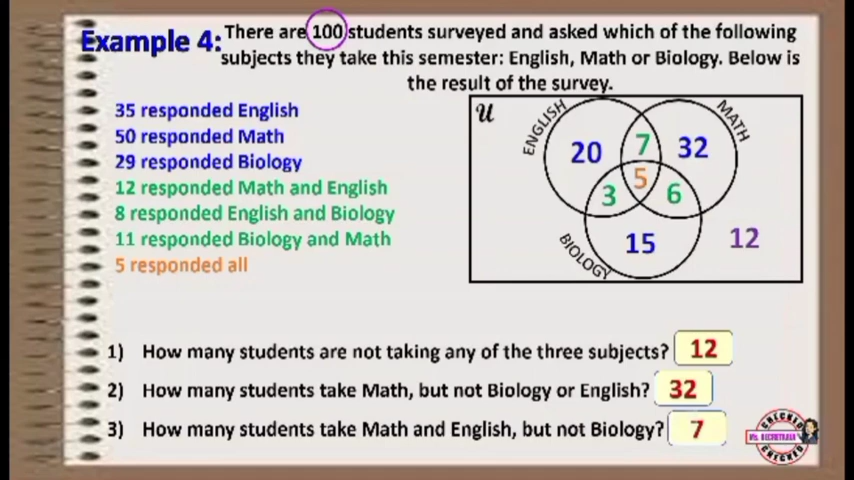 Example 4: There are 100 students surveyed and asked which of the following
subjects they take this semester: English, Math or Biology. Below is
the result of the survey.
35 responded English
50 responded Math
29 responded Biology
12 responded Math and English
8 responded English and Biology
11 responded Biology and Math
5 responded all
U
ENGLISH
MATH
20
7
32
5
3
6
15
12
BIOLOGY
1) How many students are not taking any of the three subjects? 12
2) How many students take Math, but not Biology or English? 32
3) How many students take Math and English, but not Biology? 7
CHECKED
CHECKED